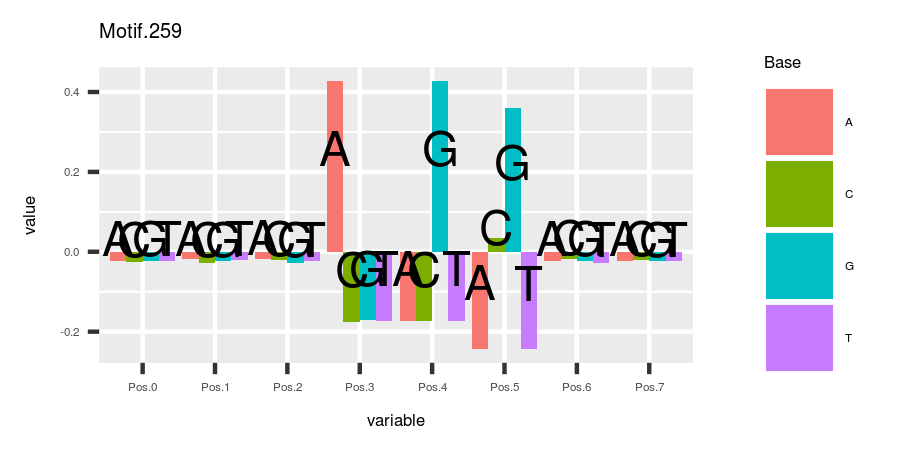 Motif.259
Base
0.4
A
A
G
C
0.2
G
value
C
G
A C G T A C G T A C G T A C G T A C G T
0.0
C G T A C T A T
T
-0.2
Pos.0 Pos.1 Pos.2 Pos.3 Pos.4 Pos.5 Pos.6 Pos.7
variable